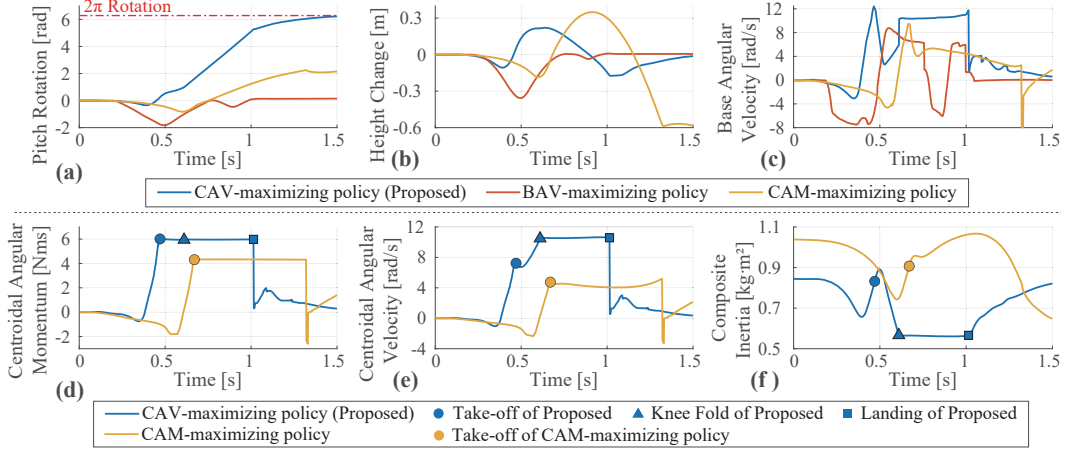 2π Rotation
Pitch Rotation [rad]
6
4
2
0
-2
0
0.5
1
1.5
Time [s]
(a)
Height Change [m]
0.3
0
-0.3
-0.6
0
0.5
1
1.5
Time [s]
(b)
Base Angular
Velocity [rad/s]
12
8
4
0
-4
-8
0
0.5
1
1.5
Time [s]
(c)
CAV-maximizing policy (Proposed)
BAV-maximizing policy
CAM-maximizing policy
Centroidal Angular
Momentum [Nms]
8
6
4
2
0
-2
0
0.5
1
1.5
Time [s]
(d)
Centroidal Angular
Velocity [rad/s]
12
8
4
0
-4
0
0.5
1
1.5
Time [s]
(e)
Composite
Inertia [kg·m²]
1.1
0.9
0.7
0.5
0
0.5
1
1.5
Time [s]
(f )
CAV-maximizing policy (Proposed)
Take-off of Proposed
Knee Fold of Proposed
Landing of Proposed
CAM-maximizing policy
Take-off of CAM-maximizing policy